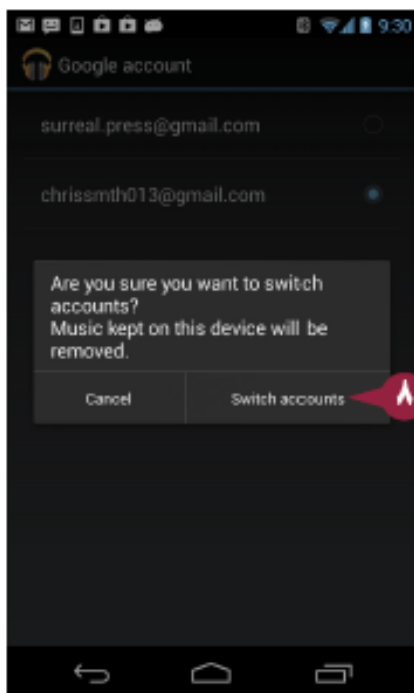 9:30
Google account
surreal.press@gmail.com
chrissmth013@gmail.com
Are you sure you want to switch
accounts?
Music kept on this device will be
removed.
Cancel Switch accounts ۸